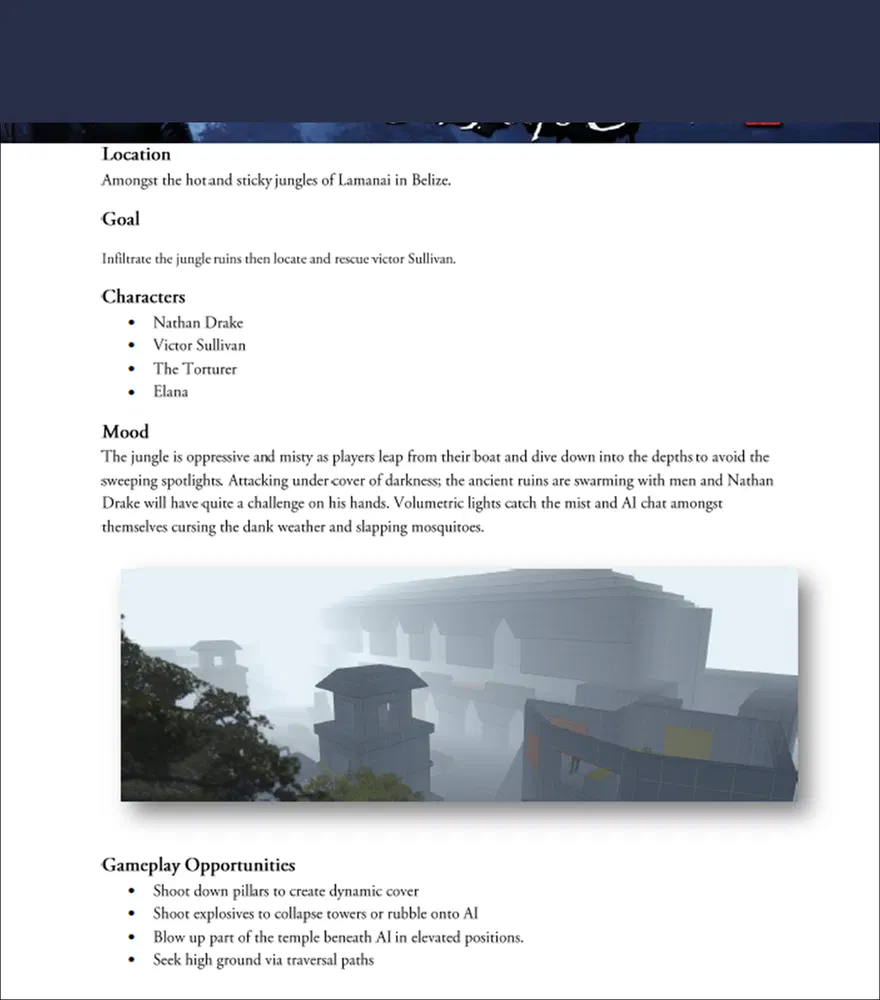 Location
Amongst the hot and sticky jungles of Lamanai in Belize.
Goal
Infiltrate the jungle ruins then locate and rescue victor Sullivan.
Characters
• Nathan Drake
• Victor Sullivan
• The Torturer
• Elana
Mood
The jungle is oppressive and misty as players leap from their boat and dive down into the depths to avoid the
sweeping spotlights. Attacking under cover of darkness; the ancient ruins are swarming with men and Nathan
Drake will have quite a challenge on his hands. Volumetric lights catch the mist and AI chat amongst
themselves cursing the dank weather and slapping mosquitoes.
Gameplay Opportunities
• Shoot down pillars to create dynamic cover
• Shoot explosives to collapse towers or rubble onto AI
• Blow up part of the temple beneath AI in elevated positions.
• Seek high ground via traversal paths